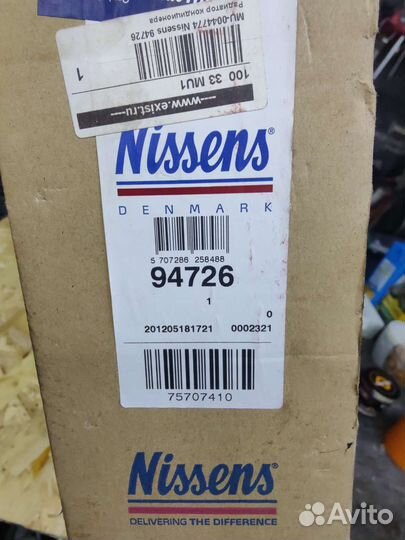 MU-0044774 Nissens 94726
Радиатор кондиционера
100 33 MU1
1
---www.exist.ru---
Nissens®
DENMARK
5 707286 258488
94726
1
0
201205181721 0002321
75707410
Nissens®
DELIVERING THE DIFFERENCE
Avito